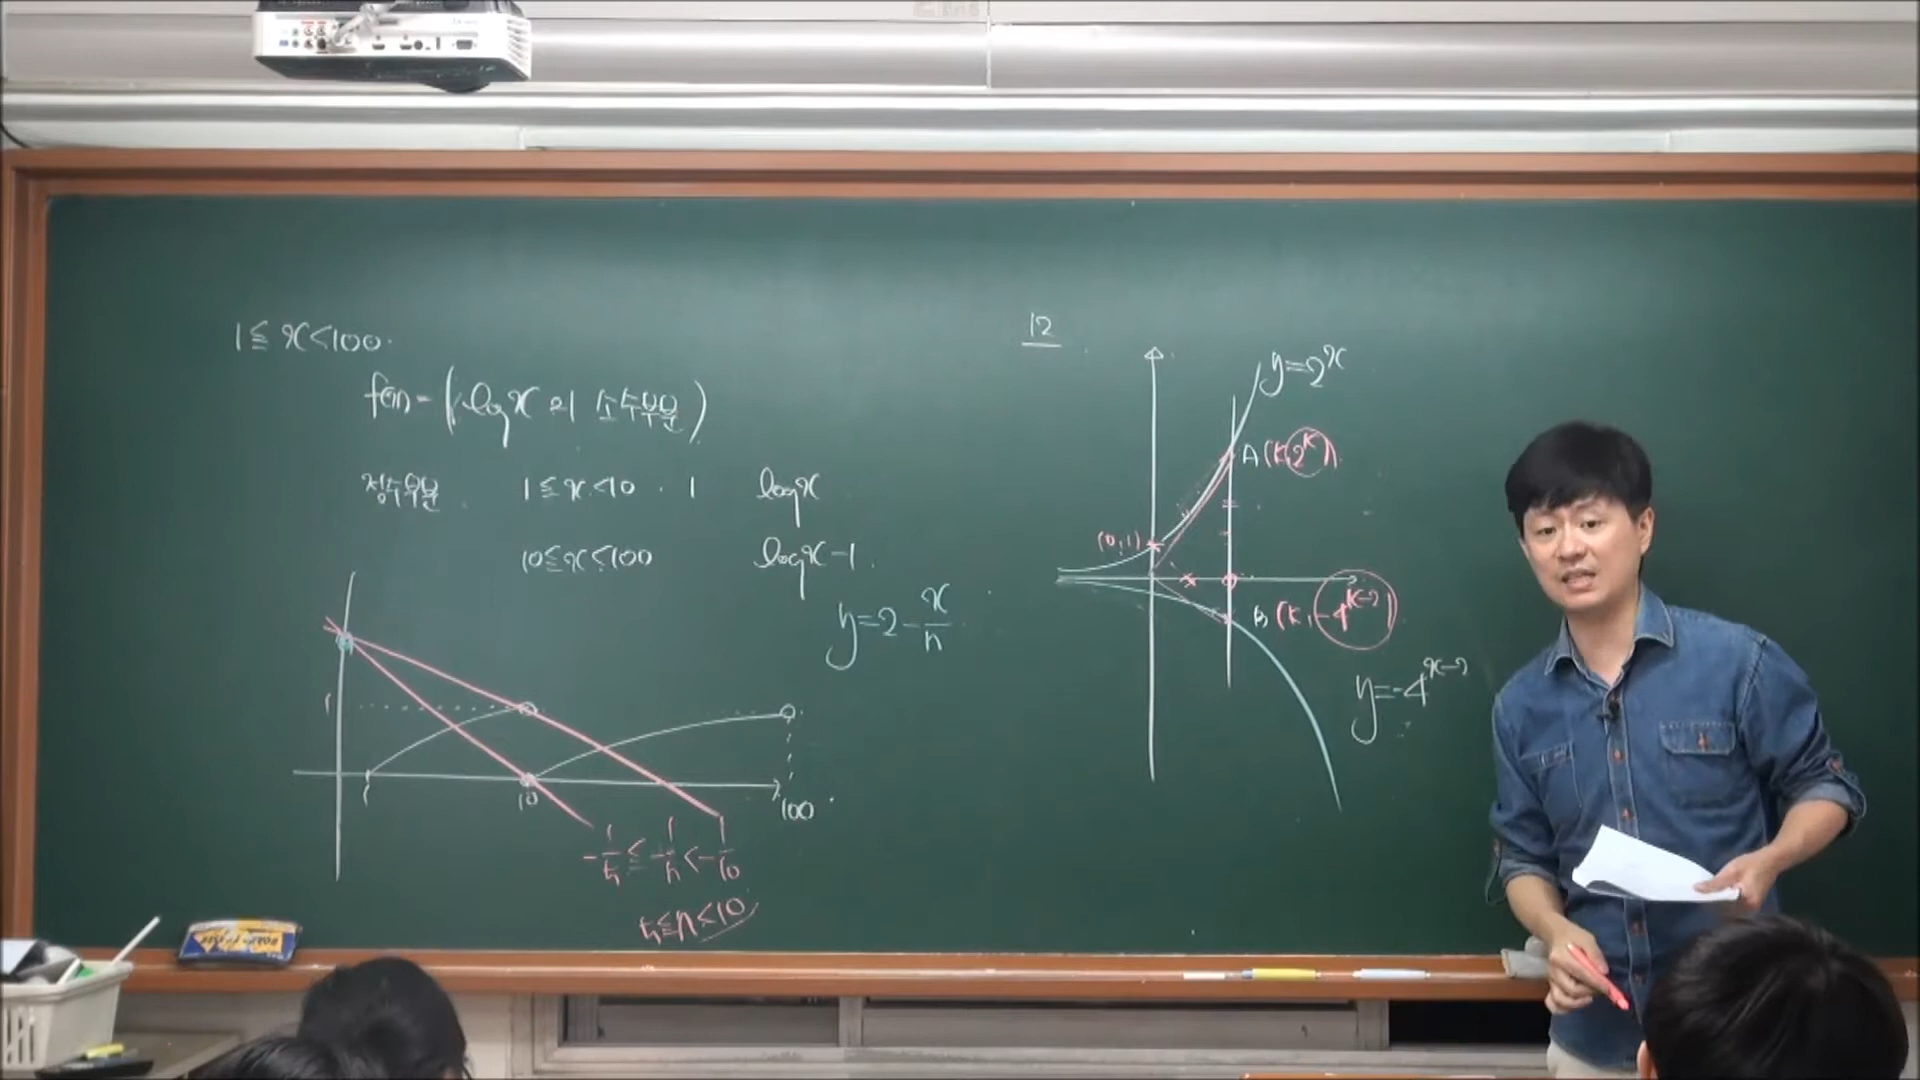 1 ≦ x < 100.
f(x) = (log x 의 소수부분)
정수부분 1 ≦ x < 10 . 1 log x
10 ≦ x < 100 log x - 1
y = 2 - x/n
1
1
10
100
-1/5 ≦ -1/n < -1/10
5 ≦ n < 10
12
y=2^x
A (k, 2^k)
(0, 1)
B (k, -4^(k-2))
y=-4^(x-2)